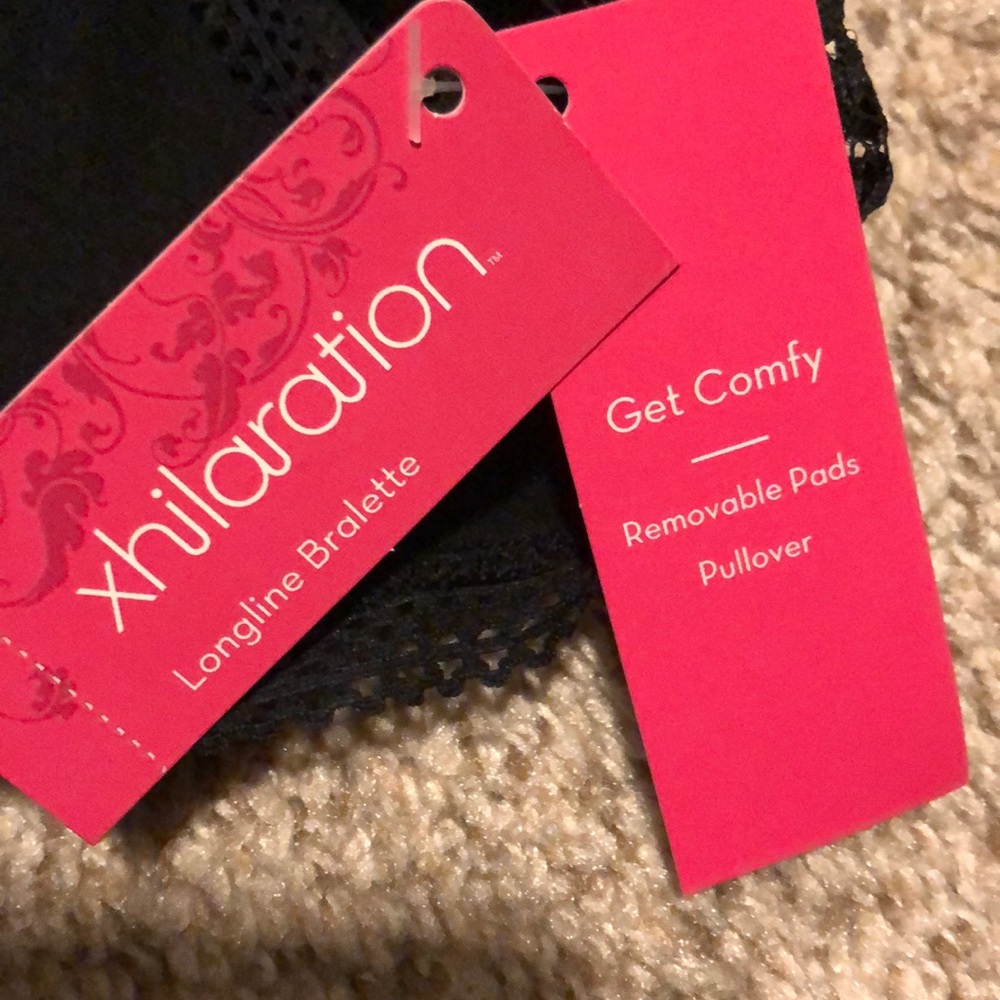 xhilaration™
Longline Bralette
Get Comfy
Removable Pads
Pullover